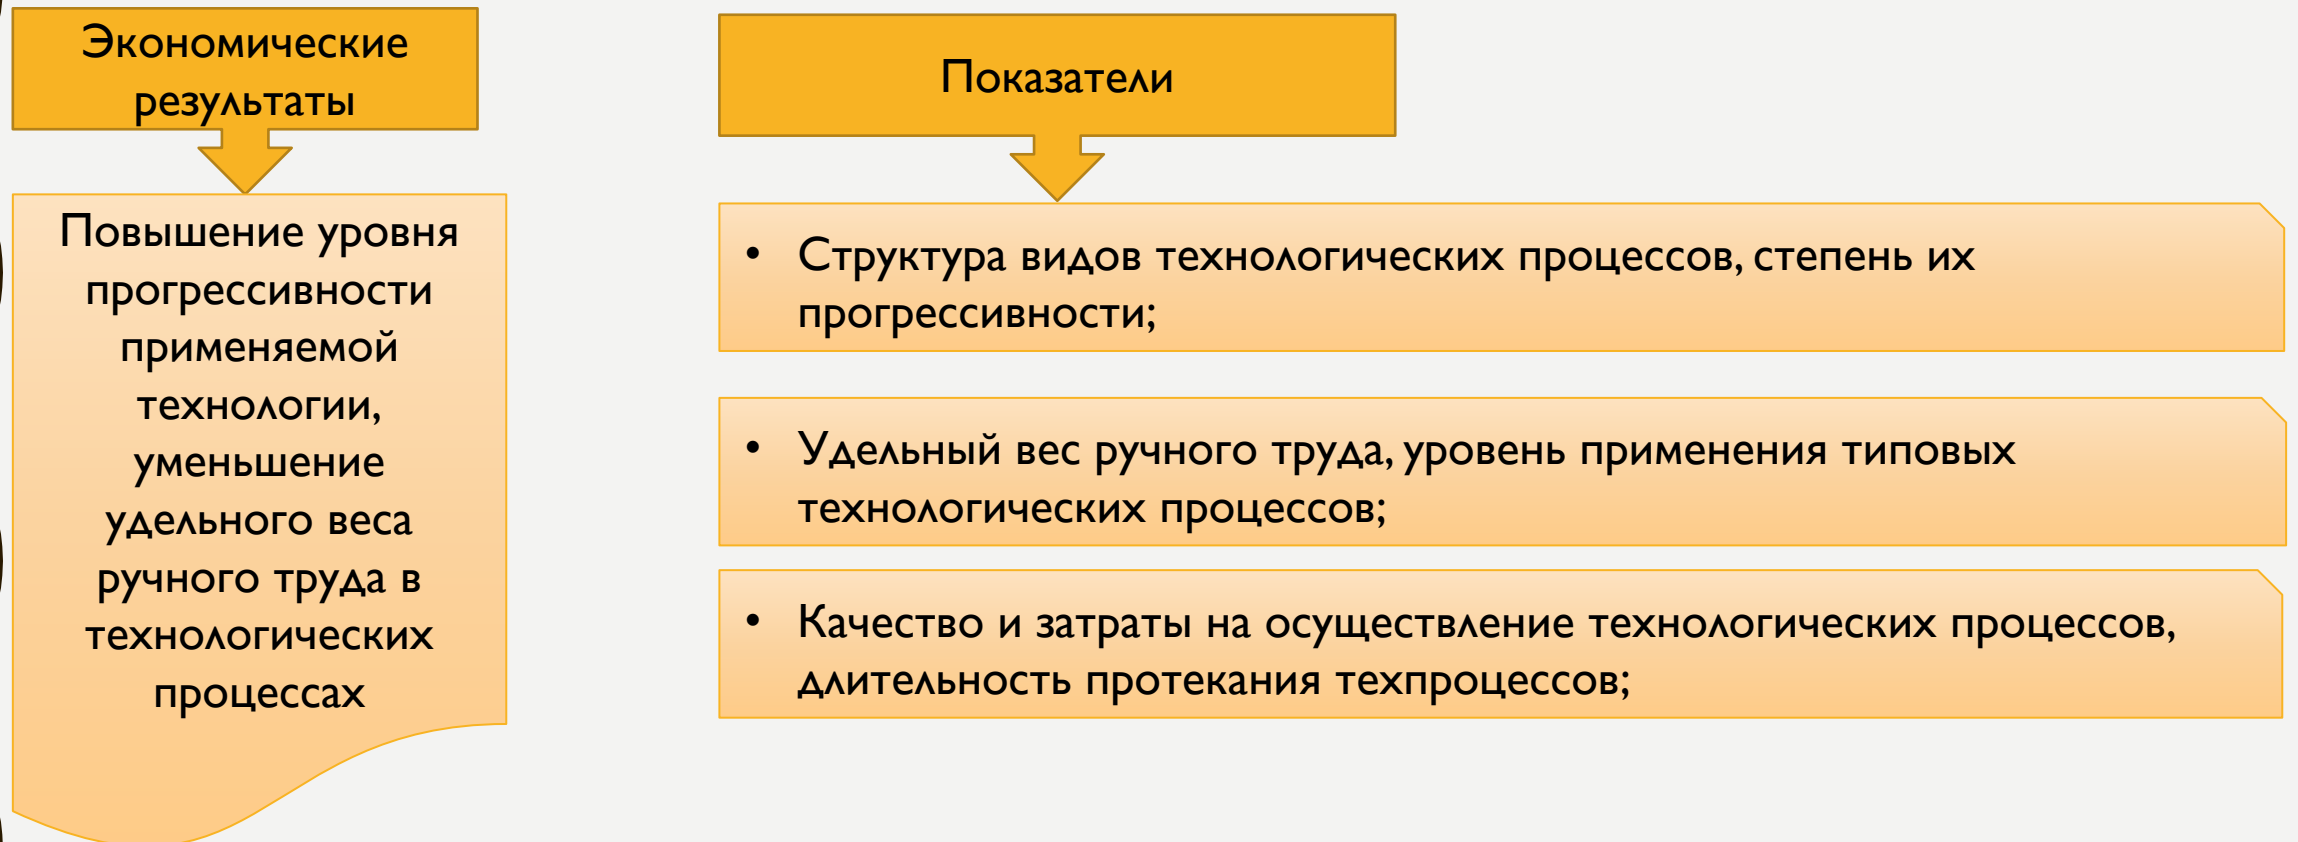 Экономические
результаты
Повышение уровня
прогрессивности
применяемой
технологии,
уменьшение
удельного веса
ручного труда в
технологических
процессах
Показатели
• Структура видов технологических процессов, степень их
прогрессивности;
• Удельный вес ручного труда, уровень применения типовых
технологических процессов;
• Качество и затраты на осуществление технологических процессов,
длительность протекания техпроцессов;